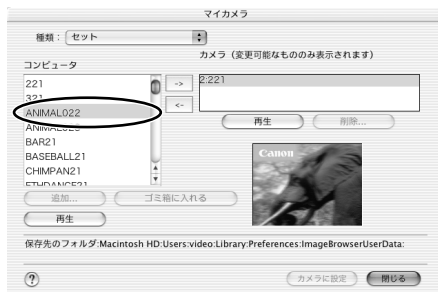 マイカメラ
種類： セット
コンピュータ
カメラ（変更可能なもののみ表示されます）
221
321
ANIMAL022
ANIMAL023
BAR21
BASEBALL21
CHIMPAN21
ETHDANCE21
->
<-
2:221
再生
削除...
Canon
追加...
ゴミ箱に入れる
再生
保存先のフォルダ:Macintosh HD:Users:video:Library:Preferences:ImageBrowserUserData:
?
カメラに設定
閉じる